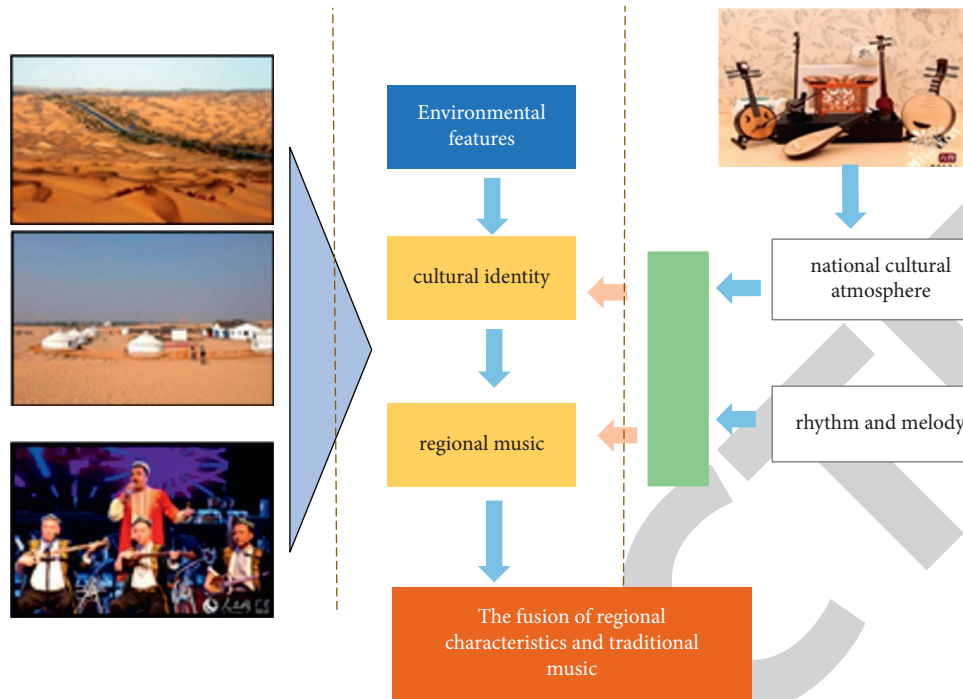 Environmental
features
cultural identity
regional music
The fusion of regional
characteristics and traditional
music
national cultural
atmosphere
rhythm and melody